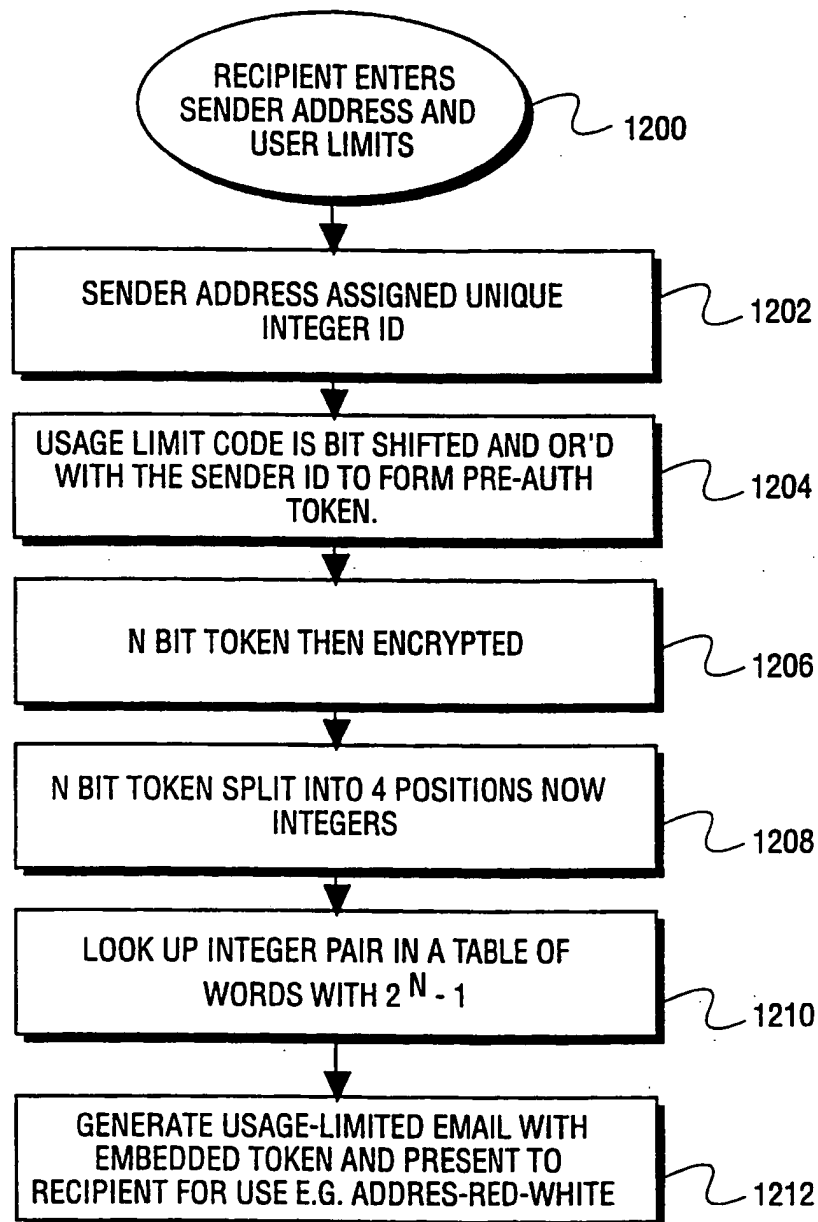 RECIPIENT ENTERS
SENDER ADDRESS AND
USER LIMITS
1200
SENDER ADDRESS ASSIGNED UNIQUE
INTEGER ID
1202
USAGE LIMIT CODE IS BIT SHIFTED AND OR'D
WITH THE SENDER ID TO FORM PRE-AUTH
TOKEN.
1204
N BIT TOKEN THEN ENCRYPTED
1206
N BIT TOKEN SPLIT INTO 4 POSITIONS NOW
INTEGERS
1208
LOOK UP INTEGER PAIR IN A TABLE OF
WORDS WITH 2 N - 1
1210
GENERATE USAGE-LIMITED EMAIL WITH
EMBEDDED TOKEN AND PRESENT TO
RECIPIENT FOR USE E.G. ADDRES-RED-WHITE
1212